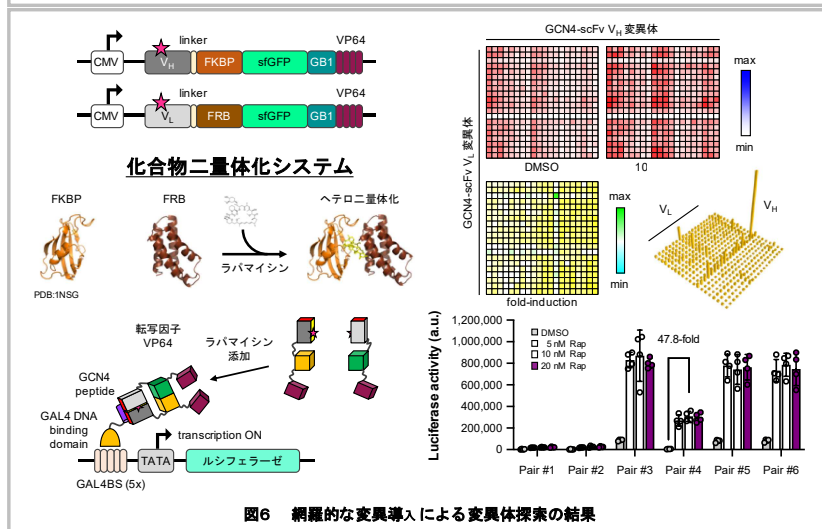 linker
VP64
CMV
VH
FKBP
sfGFP
GB1
linker
VP64
CMV
VL
FRB
sfGFP
GB1
化合物二量体化システム
FKBP
FRB
ヘテロ二量体化
ラパマイシン
PDB:1NSG
転写因子
VP64
ラパマイシン
添加
GCN4
peptide
GAL4 DNA
binding
domain
transcription ON
TATA
ルシフェラーゼ
GAL4BS (5x)
GCN4-scFv VH 変異体
GCN4-scFv VL 変異体
DMSO
10
max
min
max
min
fold-induction
VL
VH
Luciferase activity (a.u.)
1,200,000
1,000,000
800,000
600,000
400,000
200,000
0
DMSO
5 nM Rap
10 nM Rap
20 nM Rap
47.8-fold
Pair #1
Pair #2
Pair #3
Pair #4
Pair #5
Pair #6
図6 網羅的な変異導入による変異体探索の結果